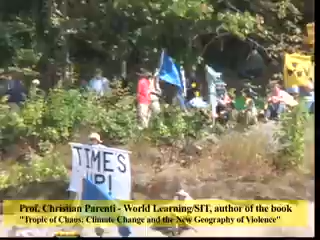 TIME'S
UP!
Prof. Christian Parenti - World Learning/SIT, author of the book
"Tropic of Chaos: Climate Change and the New Geography of Violence"